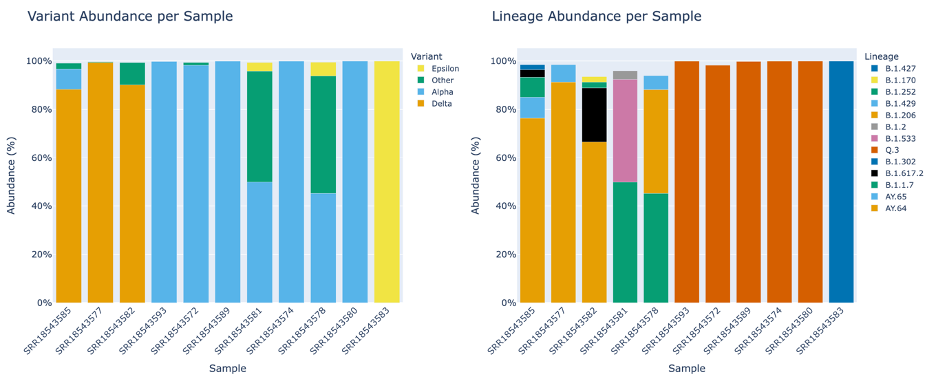 Variant Abundance per Sample
Abundance (%)
100%
80%
60%
40%
20%
0%
SRR18543585
SRR18543577
SRR18543582
SRR18543593
SRR18543572
SRR18543589
SRR18543581
SRR18543574
SRR18543578
SRR18543580
SRR18543583
Sample
Variant
Epsilon
Other
Alpha
Delta
Lineage Abundance per Sample
Abundance (%)
100%
80%
60%
40%
20%
0%
SRR18543585
SRR18543577
SRR18543582
SRR18543581
SRR18543578
SRR18543593
SRR18543572
SRR18543589
SRR18543574
SRR18543580
SRR18543583
Sample
Lineage
B.1.427
B.1.170
B.1.252
B.1.429
B.1.206
B.1.2
B.1.533
Q.3
B.1.302
B.1.617.2
B.1.1.7
AY.65
AY.64